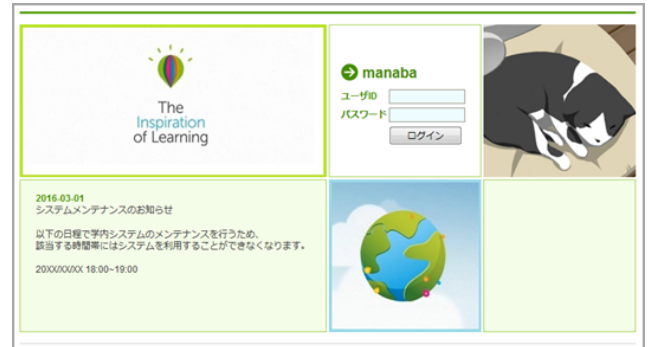 The
Inspiration
of Learning
manaba
ユーザID
パスワード
ログイン
2016-03-01
システムメンテナンスのお知らせ
以下の日程で学内システムのメンテナンスを行うため、
該当する時間帯にはシステムを利用することができなくなります。
20XX/XX/XX 18:00~19:00